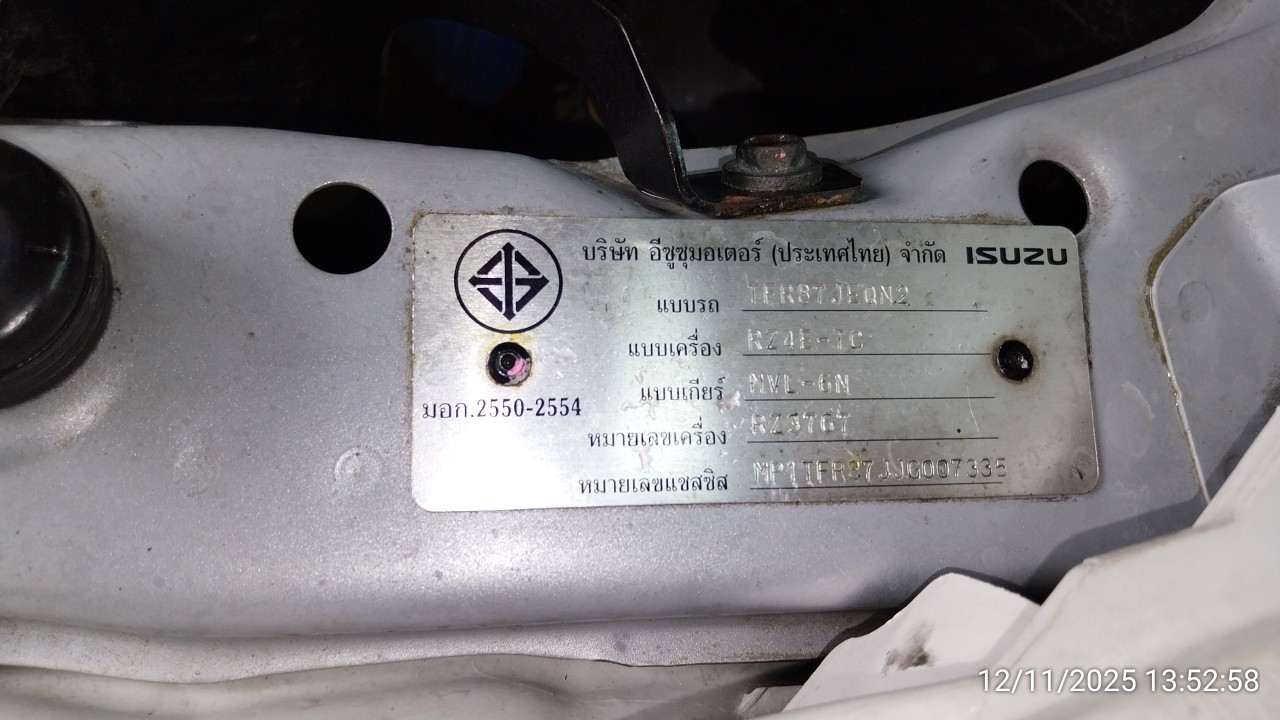 บริษัท อีซูซุมอเตอร์ (ประเทศไทย) จำกัด ISUZU
แบบรถ TFR87JEQN2
แบบเครื่อง RZ4E-TC
แบบเกียร์ MVL-6N
มอก.2550-2554
หมายเลขเครื่อง RZ3767
หมายเลขแชสซิส MP1TFR87JJG007335
12/11/2025 13:52:58